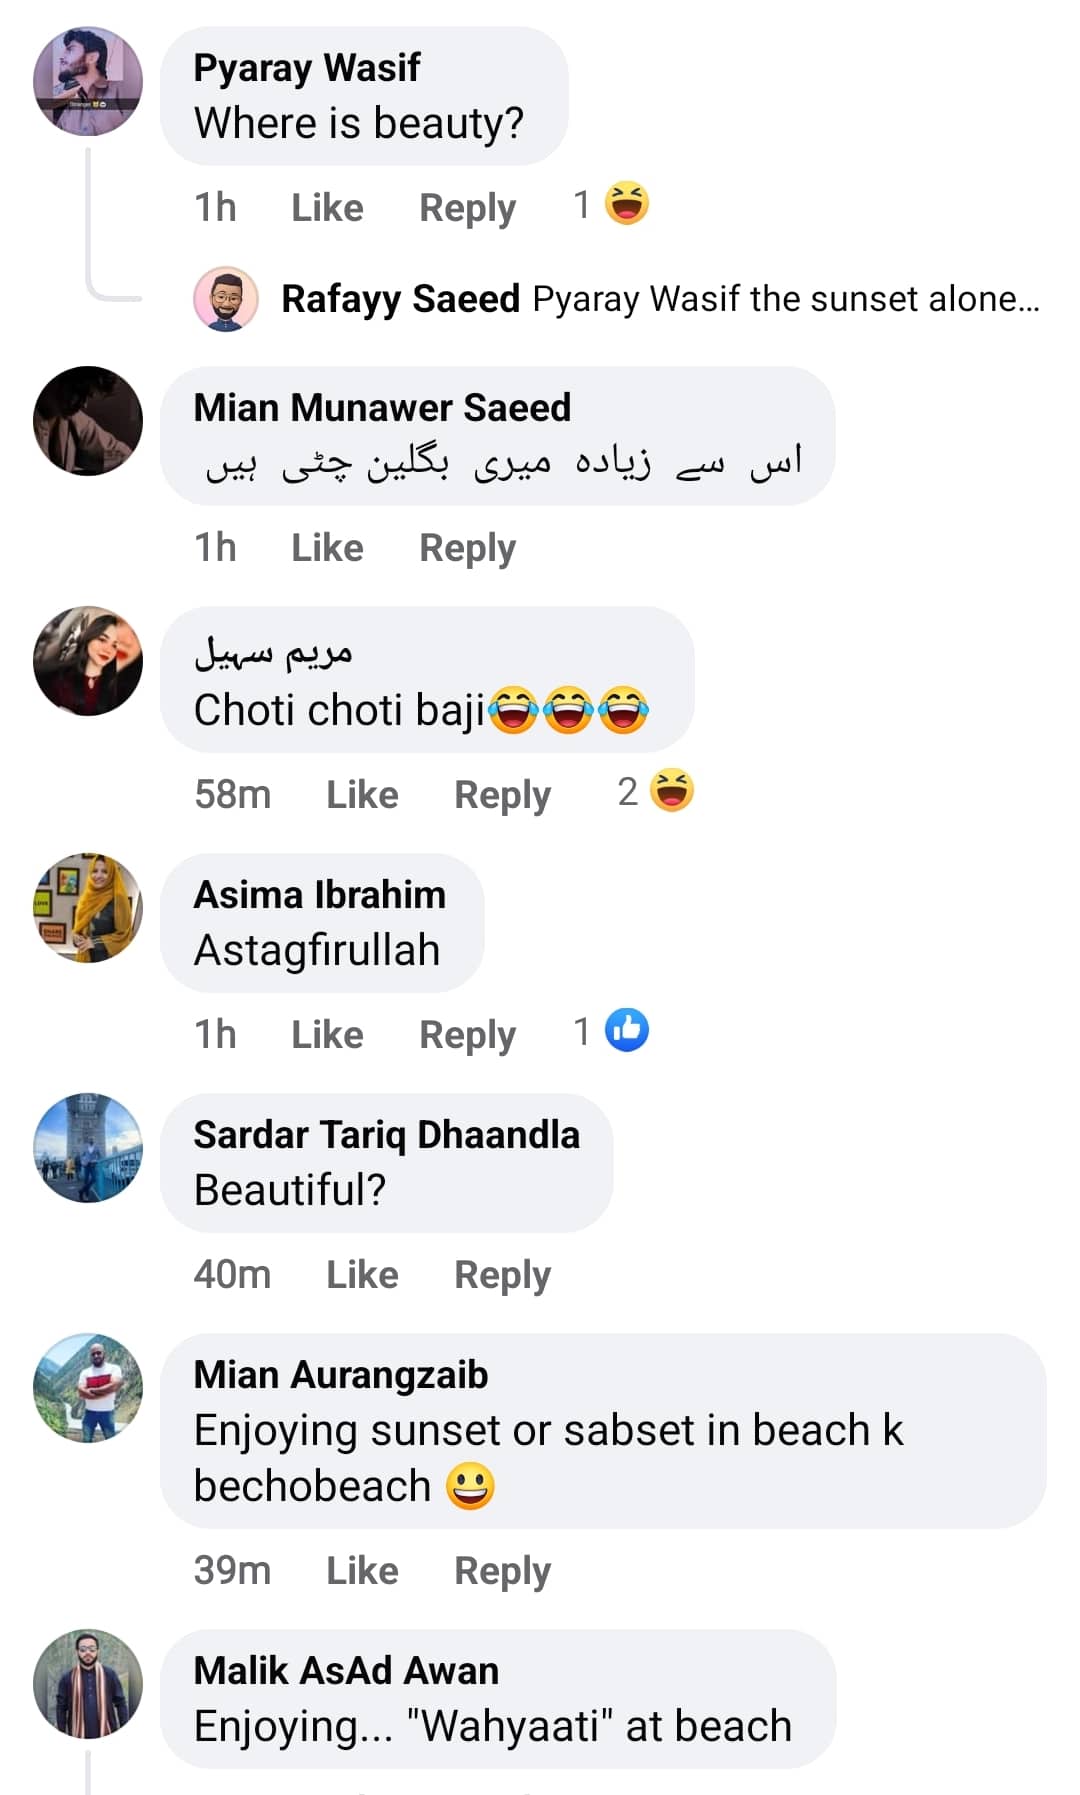 Pyaray Wasif
Where is beauty?
1h Like Reply 1 😆
Rafayy Saeed Pyaray Wasif the sunset alone...
Mian Munawer Saeed
اس سے زیادہ میری بگلین چٹی ہیں
1h Like Reply
مریم سہیل
Choti choti baji😂😂😂
58m Like Reply 2 😆
Asima Ibrahim
Astagfirullah
1h Like Reply 1 👍
Sardar Tariq Dhaandla
Beautiful?
40m Like Reply
Mian Aurangzaib
Enjoying sunset or sabset in beach k
bechobeach 😃
39m Like Reply
Malik AsAd Awan
Enjoying... "Wahyaati" at beach